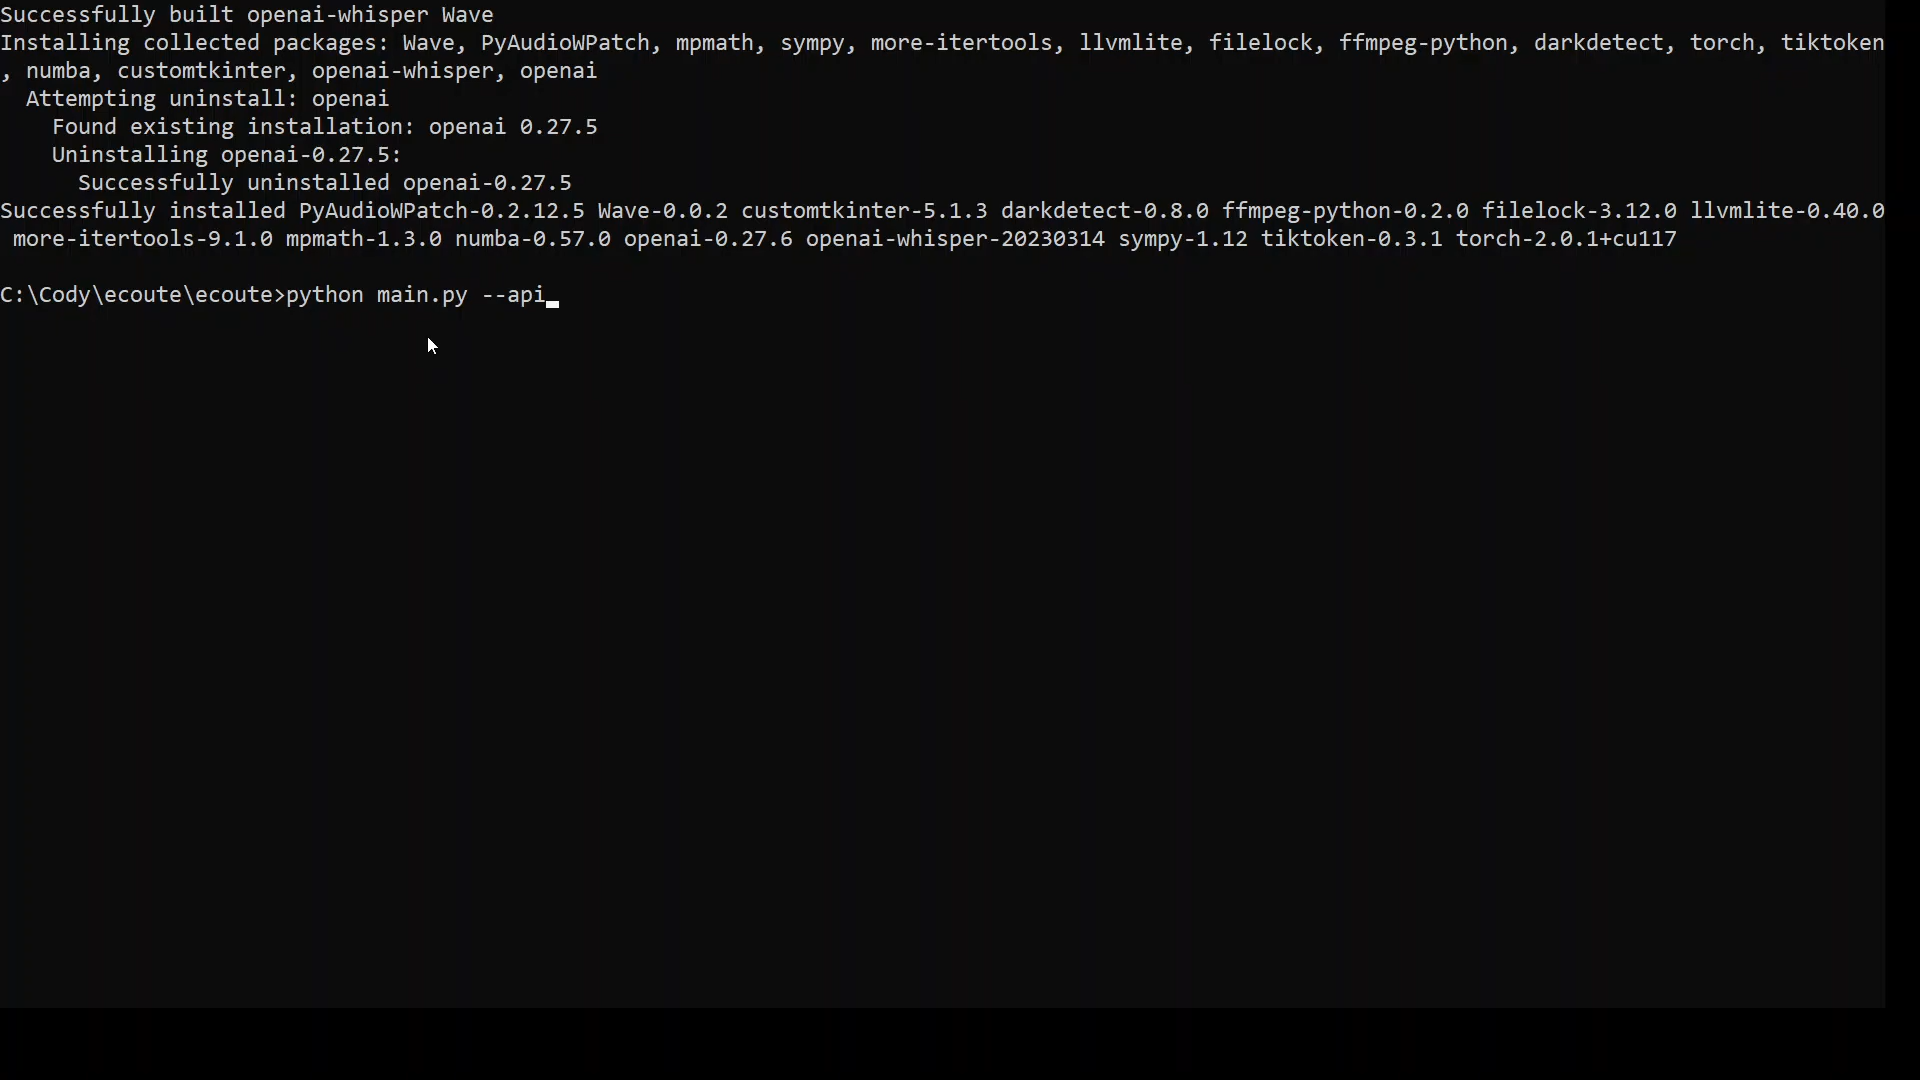 Successfully built openai-whisper Wave
Installing collected packages: Wave, PyAudioWPatch, mpmath, sympy, more-itertools, llvmlite, filelock, ffmpeg-python, darkdetect, torch, tiktoken
, numba, customtkinter, openai-whisper, openai
  Attempting uninstall: openai
    Found existing installation: openai 0.27.5
    Uninstalling openai-0.27.5:
      Successfully uninstalled openai-0.27.5
Successfully installed PyAudioWPatch-0.2.12.5 Wave-0.0.2 customtkinter-5.1.3 darkdetect-0.8.0 ffmpeg-python-0.2.0 filelock-3.12.0 llvmlite-0.40.0
 more-itertools-9.1.0 mpmath-1.3.0 numba-0.57.0 openai-0.27.6 openai-whisper-20230314 sympy-1.12 tiktoken-0.3.1 torch-2.0.1+cu117
C:\Cody\ecoute\ecoute>python main.py --api